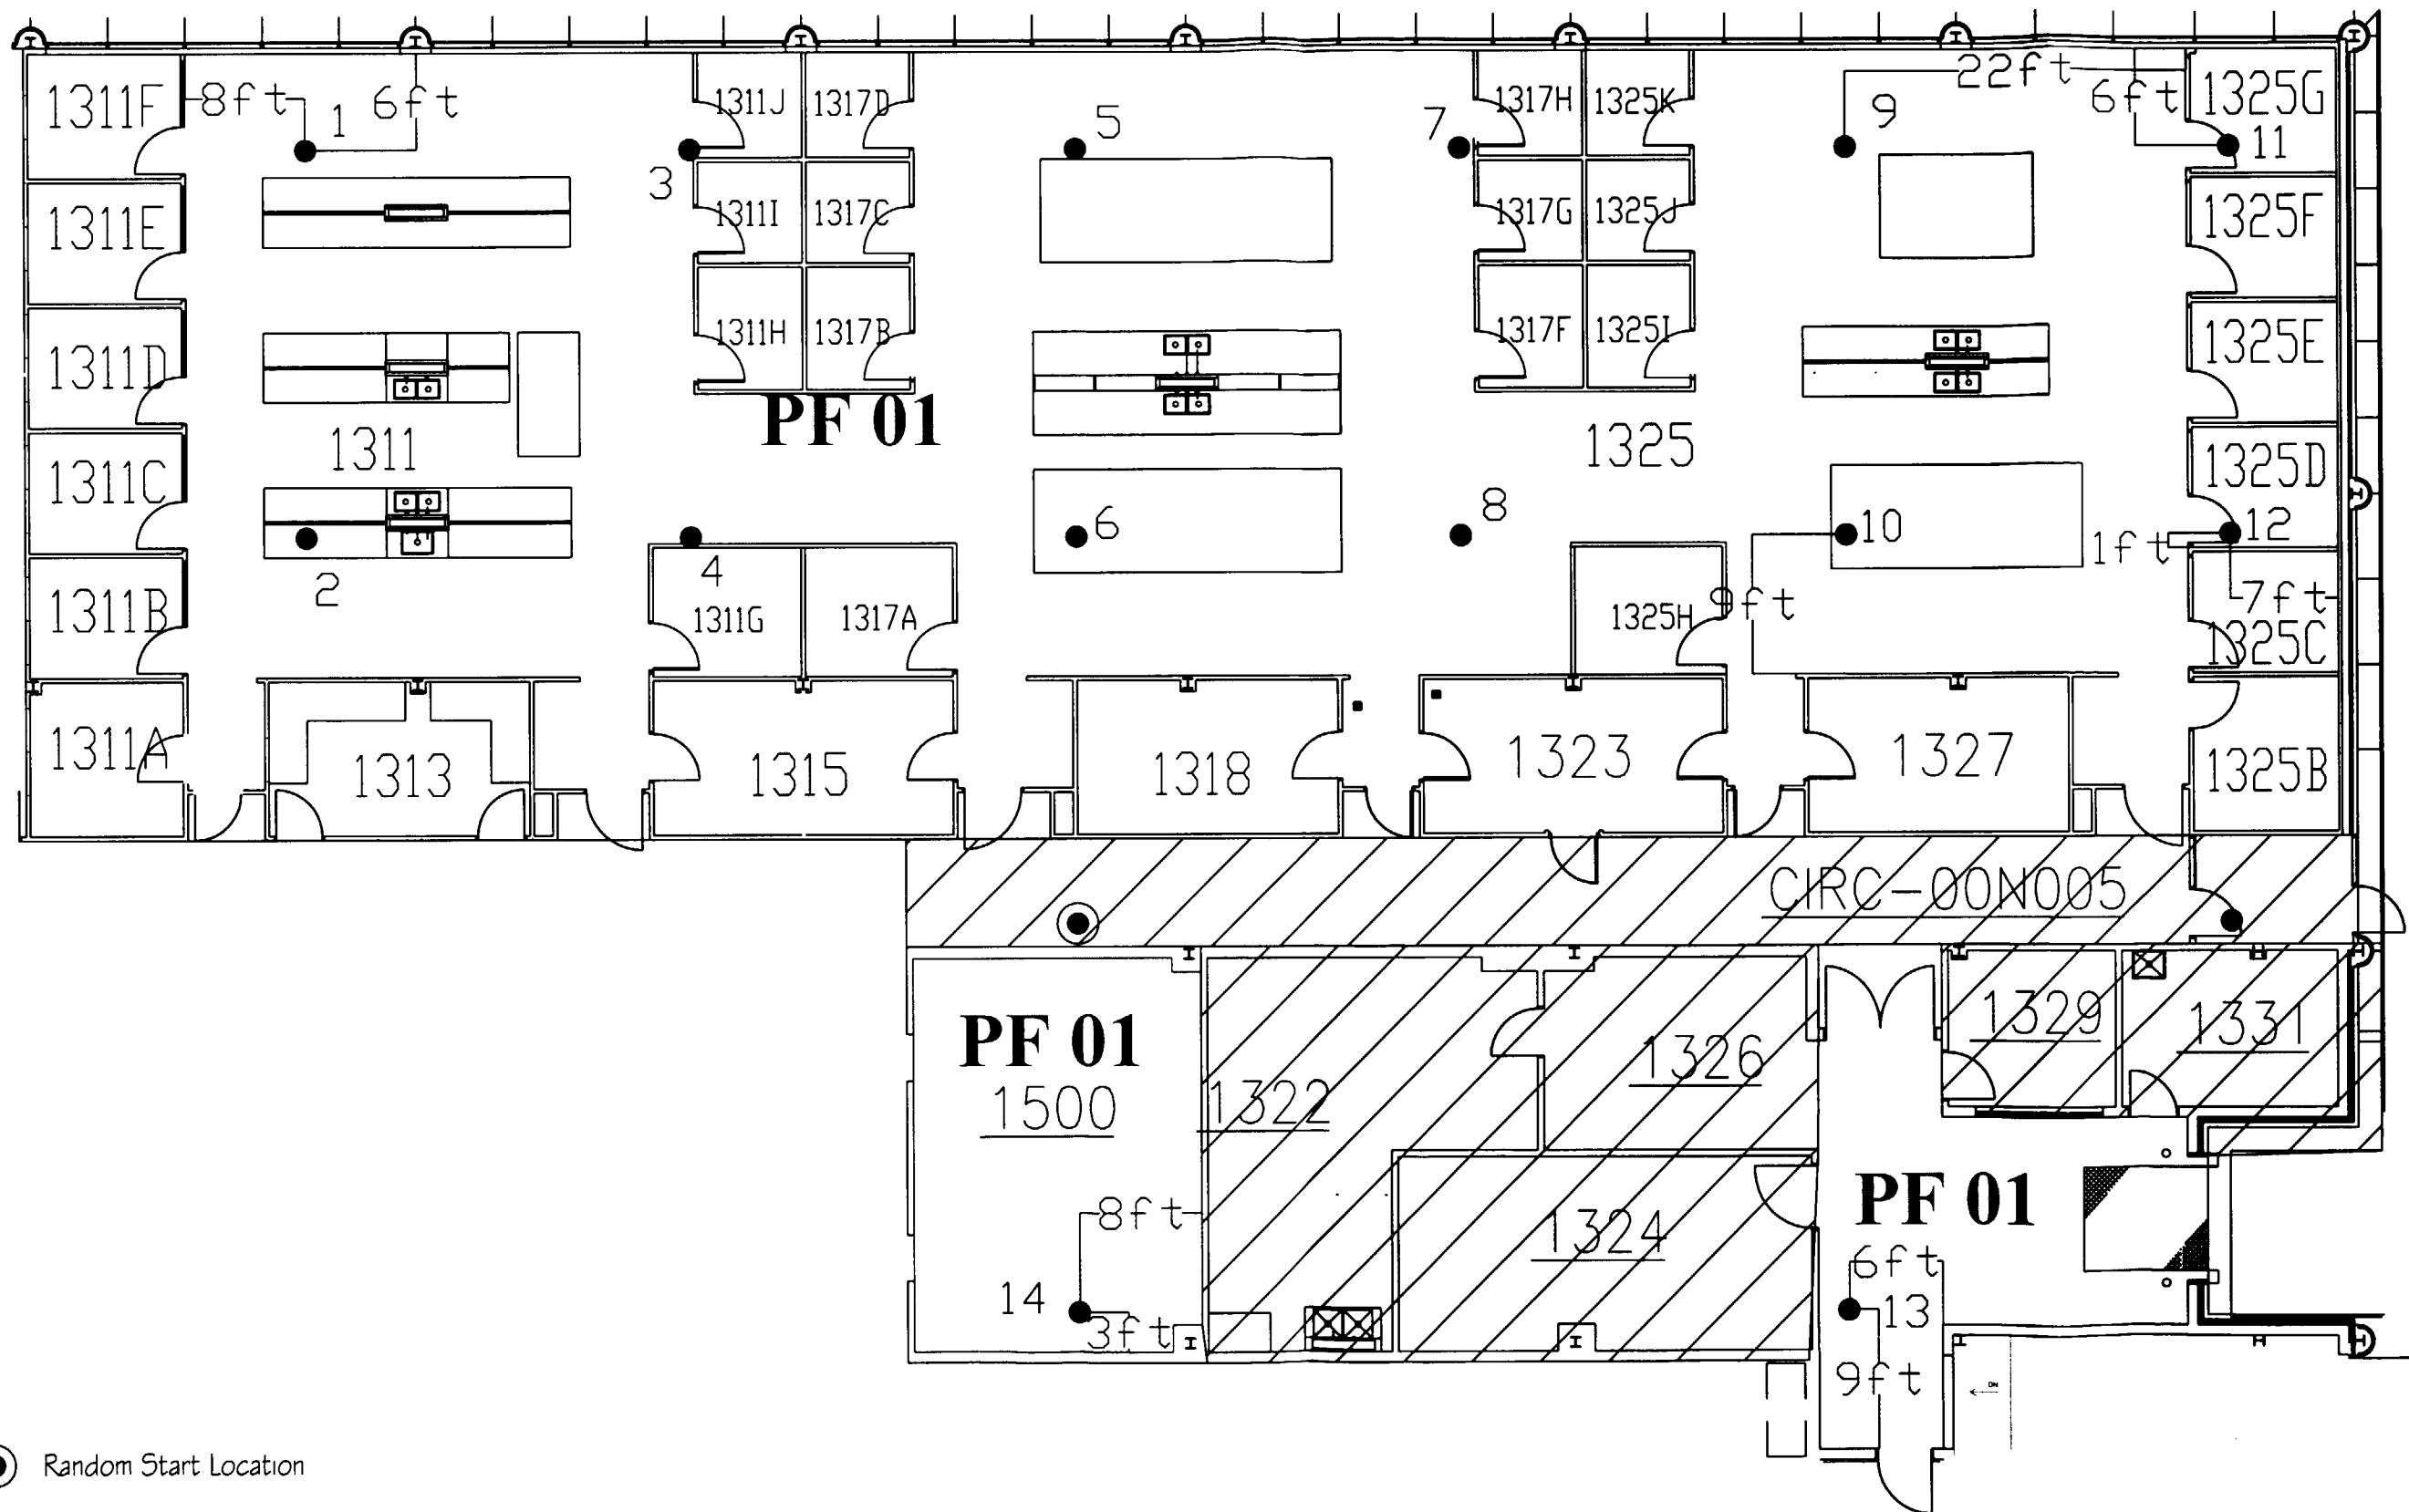 22ft
1311F
8ft
1
6ft
1311J
1317D
5
7
1317H
1325K
9
6ft
1325G
3
11
1311E
1311I
1317C
1317G
1325J
1325F
1311D
1311H
1317B
1317F
1325I
1325E
PF 01
1311
1325
1311C
1325D
8
6
10
12
1ft
2
4
1311B
1311G
1317A
1325H
9ft
7ft
1325C
1311A
1313
1315
1318
1323
1327
1325B
CIRC-00N005
PF 01
1500
1322
1326
1329
1331
8ft
1324
PF 01
6ft
14
3ft
13
9ft
DN
Random Start Location